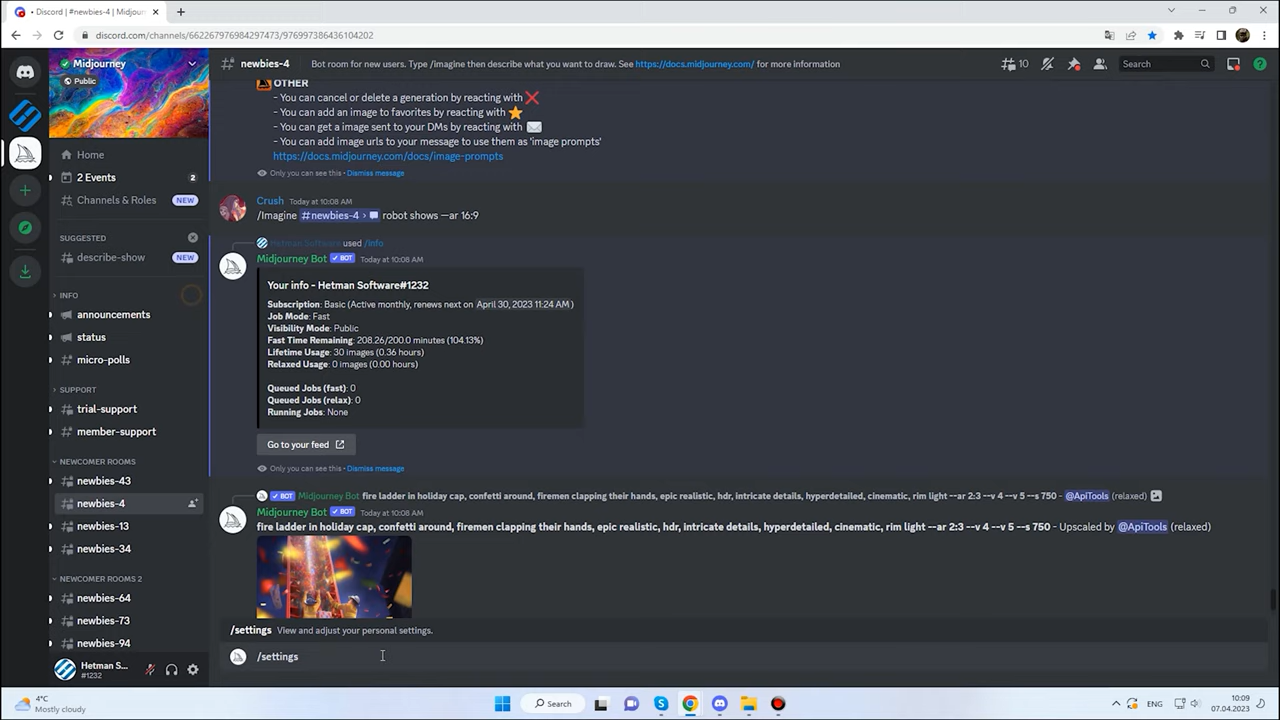 • Discord | #newbies-4 | Midjour
discord.com/channels/662267976984297473/976997386436104202
Midjourney
Public
Home
2 Events
2
Channels & Roles
NEW
SUGGESTED
describe-show
NEW
INFO
announcements
status
micro-polls
SUPPORT
trial-support
member-support
NEWCOMER ROOMS
newbies-43
newbies-4
newbies-13
newbies-34
NEWCOMER ROOMS 2
newbies-64
newbies-73
newbies-94
Hetman S...
#1232
newbies-4 Bot room for new users. Type /imagine then describe what you want to draw. See https://docs.midjourney.com/ for more information
10
Search
OTHER
- You can cancel or delete a generation by reacting with ❌
- You can add an image to favorites by reacting with ⭐
- You can get a image sent to your DMs by reacting with ✉️
- You can add image urls to your message to use them as 'image prompts'
https://docs.midjourney.com/docs/image-prompts
Only you can see this • Dismiss message
Crush Today at 10:08 AM
/Imagine #newbies-4 › robot shows —ar 16:9
Hetman Software used /info
Midjourney Bot ✓ BOT Today at 10:08 AM
Your info - Hetman Software#1232
Subscription: Basic (Active monthly, renews next on April 30, 2023 11:24 AM)
Job Mode: Fast
Visibility Mode: Public
Fast Time Remaining: 208.26/200.0 minutes (104.13%)
Lifetime Usage: 30 images (0.36 hours)
Relaxed Usage: 0 images (0.00 hours)
Queued Jobs (fast): 0
Queued Jobs (relax): 0
Running Jobs: None
Go to your feed
Only you can see this • Dismiss message
✓ BOT Midjourney Bot fire ladder in holiday cap, confetti around, firemen clapping their hands, epic realistic, hdr, intricate details, hyperdetailed, cinematic, rim light --ar 2:3 --v 4 --v 5 --s 750 - @ApiTools (relaxed)
Midjourney Bot ✓ BOT Today at 10:08 AM
fire ladder in holiday cap, confetti around, firemen clapping their hands, epic realistic, hdr, intricate details, hyperdetailed, cinematic, rim light --ar 2:3 --v 4 --v 5 --s 750 - Upscaled by @ApiTools (relaxed)
/settings View and adjust your personal settings.
/settings
4°C
Mostly cloudy
Search
ENG
10:09
07.04.2023